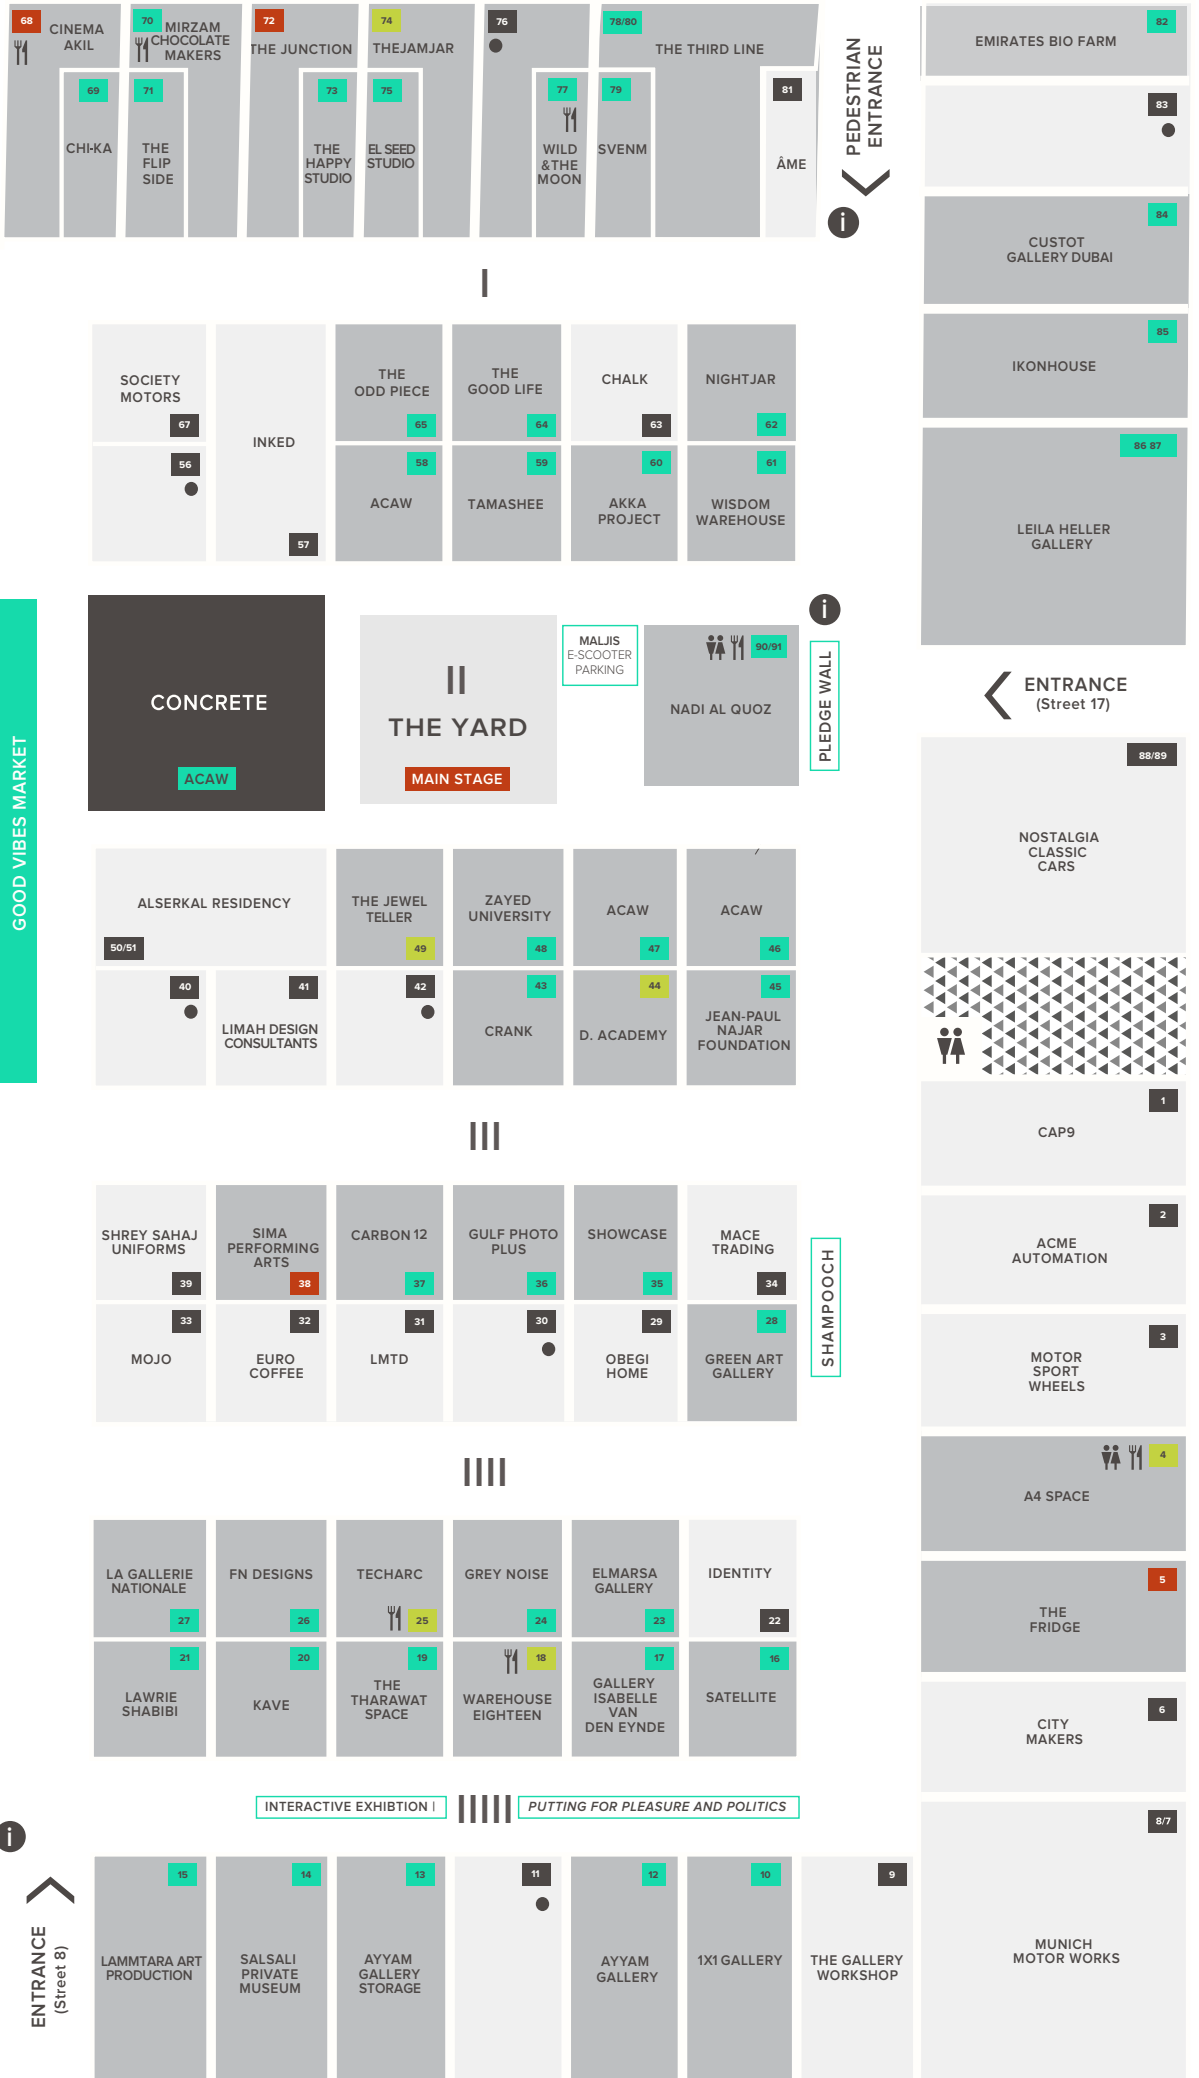 68
CINEMA
AKIL
70
MIRZAM
CHOCOLATE
MAKERS
72
THE JUNCTION
74
THEJAMJAR
76
78/80
THE THIRD LINE
69
CHI-KA
71
THE
FLIP
SIDE
73
THE
HAPPY
STUDIO
75
EL SEED
STUDIO
77
WILD
&THE
MOON
79
SVENM
81
ÂME
PEDESTRIAN
ENTRANCE
i
82
EMIRATES BIO FARM
83
84
CUSTOT
GALLERY DUBAI
85
IKONHOUSE
86 87
LEILA HELLER
GALLERY
I
SOCIETY
MOTORS
67
INKED
57
THE
ODD PIECE
65
THE
GOOD LIFE
64
CHALK
63
NIGHTJAR
62
56
58
ACAW
59
TAMASHEE
60
AKKA
PROJECT
61
WISDOM
WAREHOUSE
GOOD VIBES MARKET
CONCRETE
ACAW
II
THE YARD
MAIN STAGE
MALJIS
E-SCOOTER
PARKING
90/91
NADI AL QUOZ
i
PLEDGE WALL
ENTRANCE
(Street 17)
88/89
NOSTALGIA
CLASSIC
CARS
ALSERKAL RESIDENCY
50/51
THE JEWEL
TELLER
49
ZAYED
UNIVERSITY
48
ACAW
47
ACAW
46
40
41
LIMAH DESIGN
CONSULTANTS
42
43
CRANK
44
D. ACADEMY
45
JEAN-PAUL
NAJAR
FOUNDATION
III
1
CAP9
2
ACME
AUTOMATION
3
MOTOR
SPORT
WHEELS
4
A4 SPACE
5
THE
FRIDGE
6
CITY
MAKERS
8/7
MUNICH
MOTOR WORKS
SHREY SAHAJ
UNIFORMS
39
SIMA
PERFORMING
ARTS
38
CARBON 12
37
GULF PHOTO
PLUS
36
SHOWCASE
35
MACE
TRADING
34
33
MOJO
32
EURO
COFFEE
31
LMTD
30
29
OBEGI
HOME
28
GREEN ART
GALLERY
SHAMPOOCH
IIII
LA GALLERIE
NATIONALE
27
FN DESIGNS
26
TECHARC
25
GREY NOISE
24
ELMARSA
GALLERY
23
IDENTITY
22
21
LAWRIE
SHABIBI
20
KAVE
19
THE
THARAWAT
SPACE
18
WAREHOUSE
EIGHTEEN
17
GALLERY
ISABELLE
VAN
DEN EYNDE
16
SATELLITE
INTERACTIVE EXHIBTION |
IIIII
PUTTING FOR PLEASURE AND POLITICS
i
ENTRANCE
(Street 8)
15
LAMMTARA ART
PRODUCTION
14
SALSALI
PRIVATE
MUSEUM
13
AYYAM
GALLERY
STORAGE
11
12
AYYAM
GALLERY
10
1X1 GALLERY
9
THE GALLERY
WORKSHOP